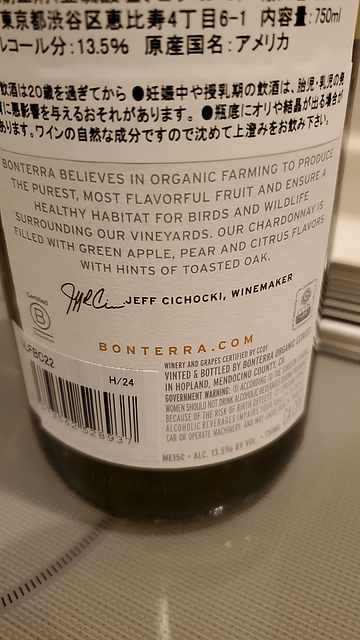 東京都渋谷区恵比寿4丁目6−1 内容量:750ml
アルコール分:13.5% 原産国名:アメリカ
飲酒は20歳を過ぎてから ●妊娠中や授乳期の飲酒は、胎児・乳児の発
に悪影響を与えるおそれがあります。●瓶底にオリや結晶が出る場合が
あります。ワインの自然な成分ですので沈めて上澄みをお飲み下さい。
BONTERRA BELIEVES IN ORGANIC FARMING TO PRODUCE
THE PUREST, MOST FLAVORFUL FRUIT AND ENSURE A
HEALTHY HABITAT FOR BIRDS AND WILDLIFE
SURROUNDING OUR VINEYARDS. OUR CHARDONNAY IS
FILLED WITH GREEN APPLE, PEAR AND CITRUS FLAVORS
WITH HINTS OF TOASTED OAK.
JEFF CICHOCKI, WINEMAKER
Certified
B
BONTERRA.COM
LFBC22
H/24
WINERY AND GRAPES CERTIFIED BY CCOF
VINTED & BOTTLED BY BONTERRA ORGANIC
IN HOPLAND, MENDOCINO COUNTY, CA
GOVERNMENT WARNING: (1) ACCORDING TO THE
WOMEN SHOULD NOT DRINK ALCOHOLIC BEVERAGES
BECAUSE OF THE RISK OF BIRTH DEFECTS
ALCOHOLIC BEVERAGES IMPAIRS YOUR
CAR OR OPERATE MACHINERY, AND MAY CAUSE
ME15¢ - ALC. 13.5% BY VOL. - 750ML